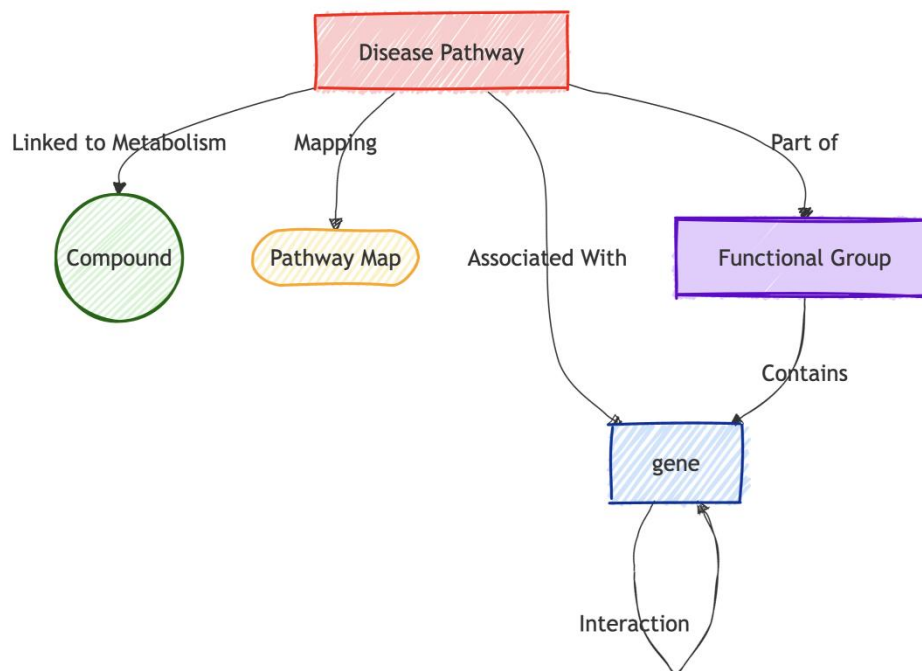 Disease Pathway
Linked to Metabolism
Mapping
Part of
Compound
Pathway Map
Associated With
Functional Group
Contains
gene
Interaction